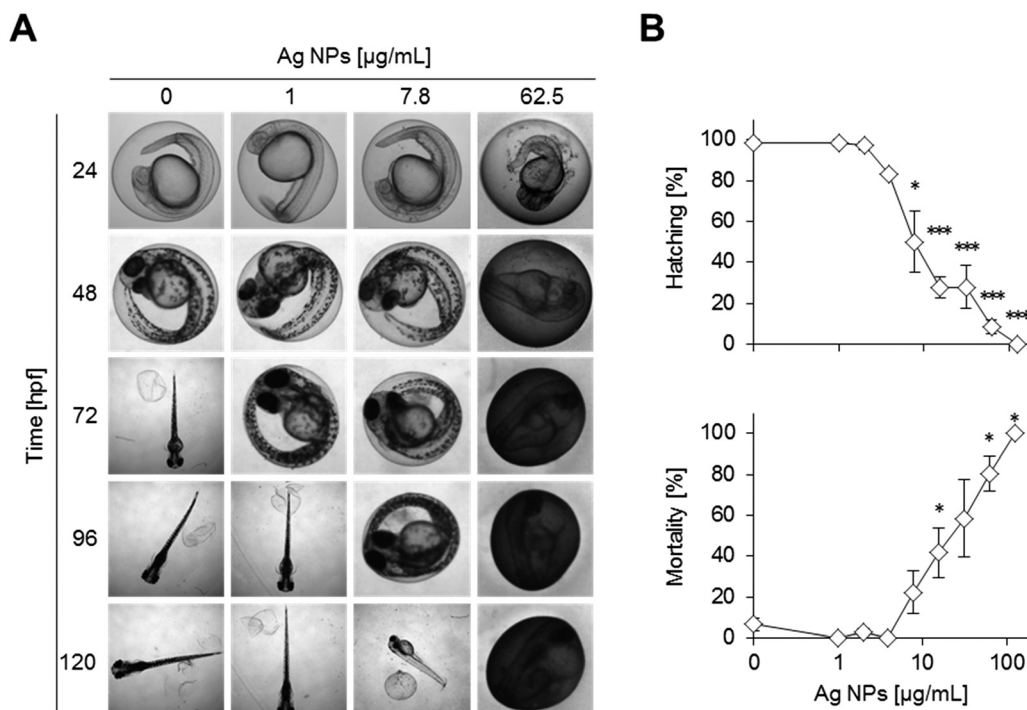 A
Ag NPs [µg/mL]
0 1 7.8 62.5
Time [hpf]
24
48
72
96
120
B
Hatching [%]
100
80
60
40
20
0
*
***
***
***
***
Mortality [%]
100
80
60
40
20
0
*
*
*
0 1 10 100
Ag NPs [µg/mL]